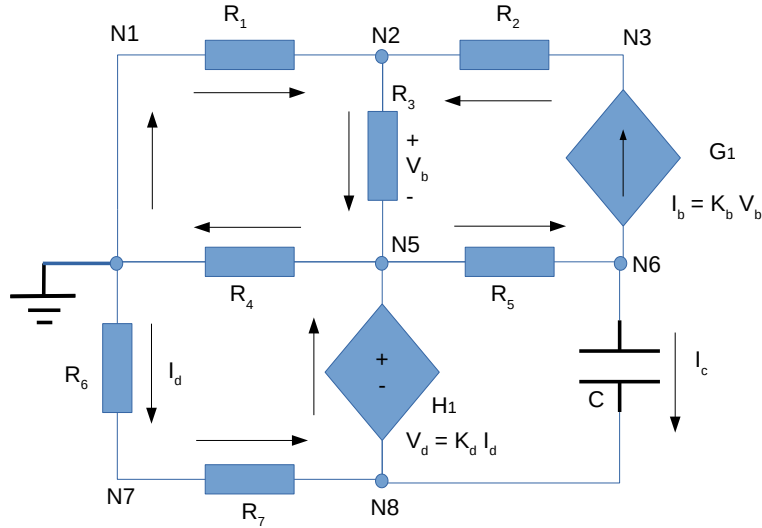 R1
N1
N2
R2
N3
R3
+
Vb
-
G1
Ib = Kb Vb
N5
N6
R4
R5
R6
Id
+
-
H1
Vd = Kd Id
C
Ic
N7
R7
N8